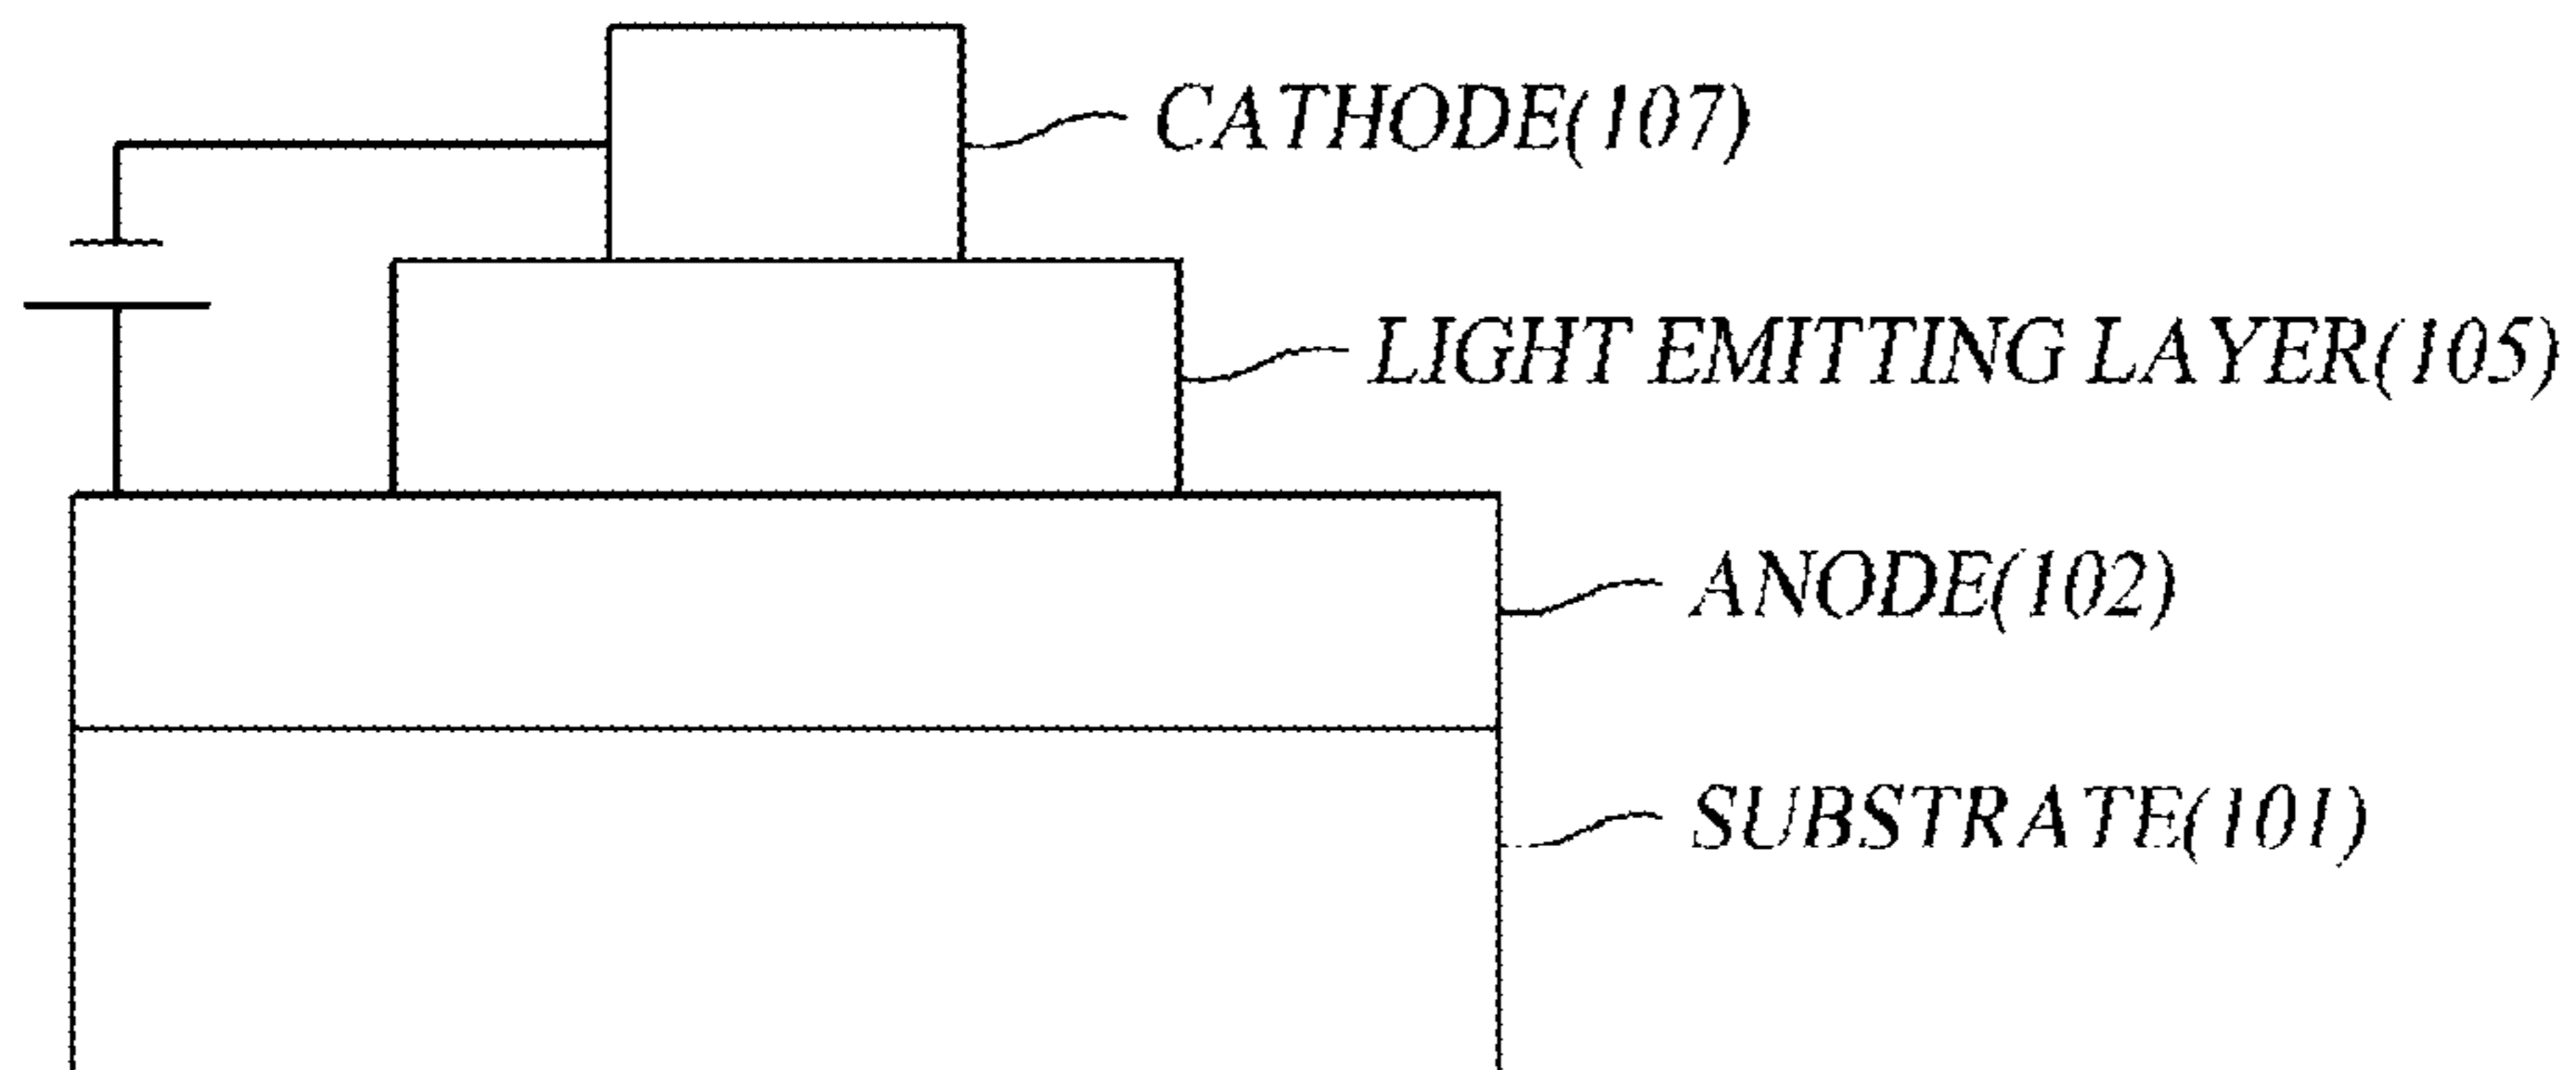 CATHODE(107)
LIGHT EMITTING LAYER(105)
ANODE(102)
SUBSTRATE(101)